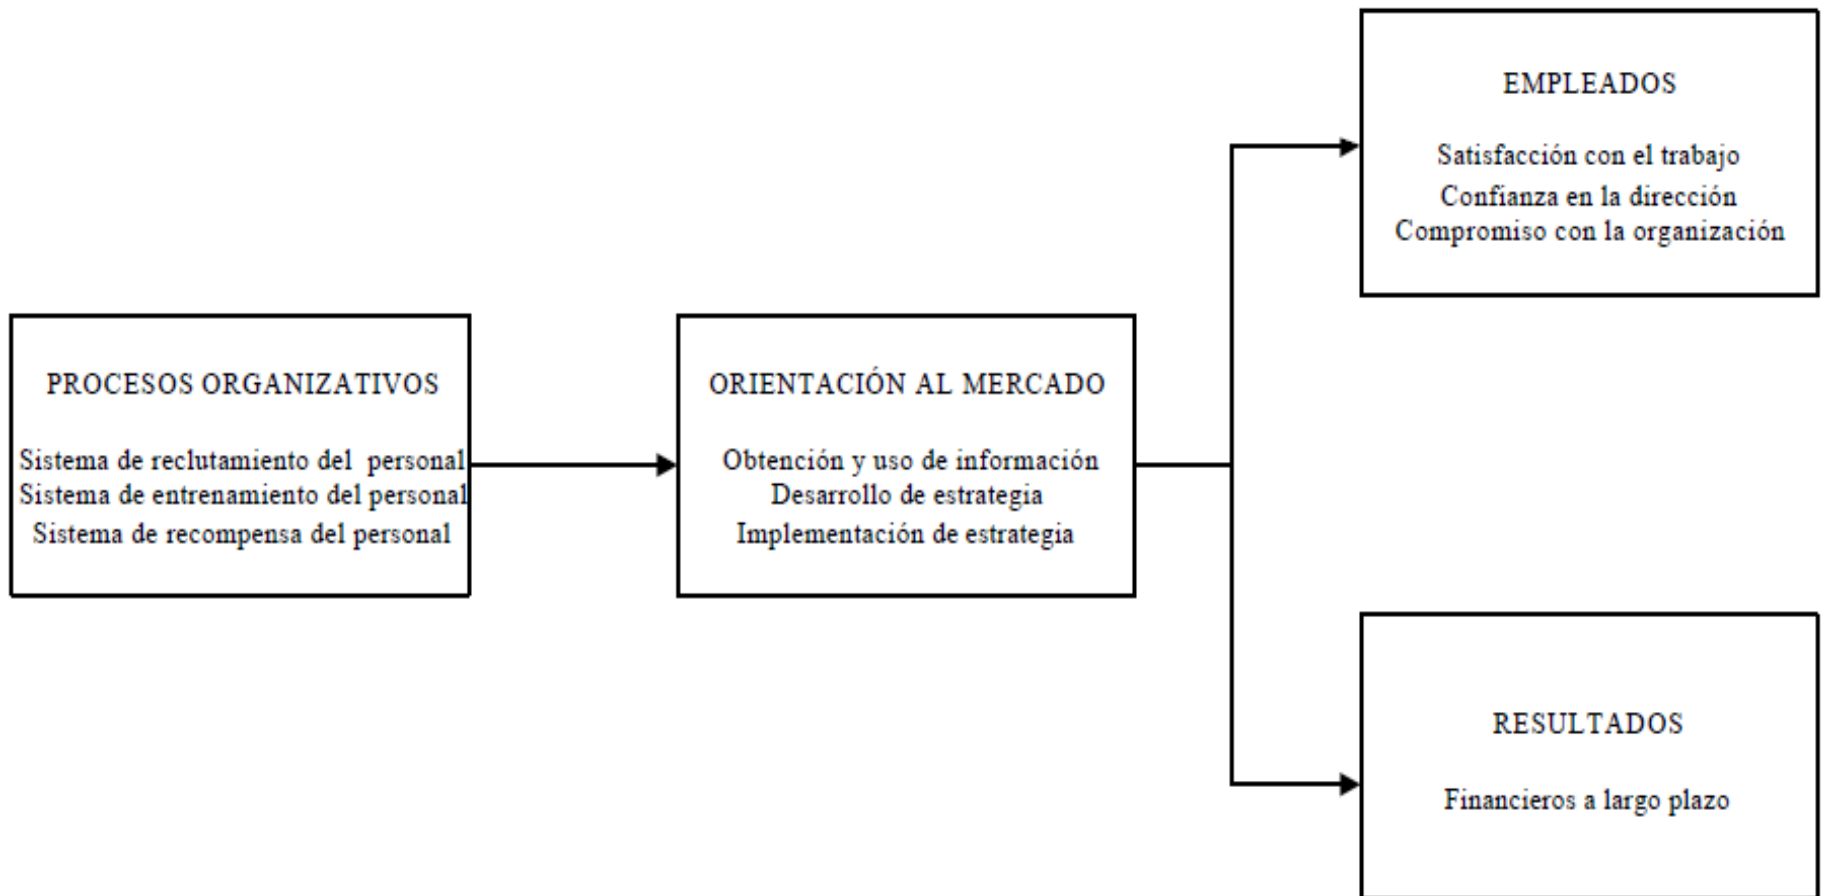 EMPLEADOS
Satisfacción con el trabajo
Confianza en la dirección
Compromiso con la organización
PROCESOS ORGANIZATIVOS
Sistema de reclutamiento del personal
Sistema de entrenamiento del personal
Sistema de recompensa del personal
ORIENTACIÓN AL MERCADO
Obtención y uso de información
Desarrollo de estrategia
Implementación de estrategia
RESULTADOS
Financieros a largo plazo